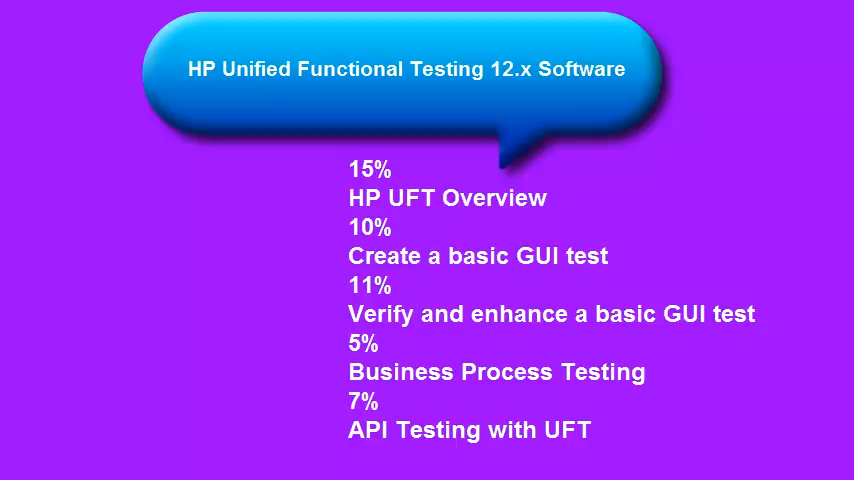 HP Unified Functional Testing 12.x Software
15%
HP UFT Overview
10%
Create a basic GUI test
11%
Verify and enhance a basic GUI test
5%
Business Process Testing
7%
API Testing with UFT